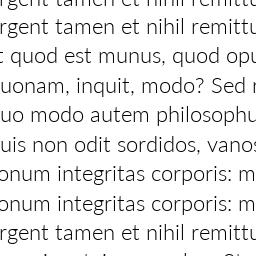 rgent tamen et nihil remittu
rgent tamen et nihil remittu
quod est munus, quod opu
uonam, inquit, modo? Sed
uo modo autem philosophu
uis non odit sordidos, vanos
onum integritas corporis: m
onum integritas corporis: m
rgent tamen et nihil remittu